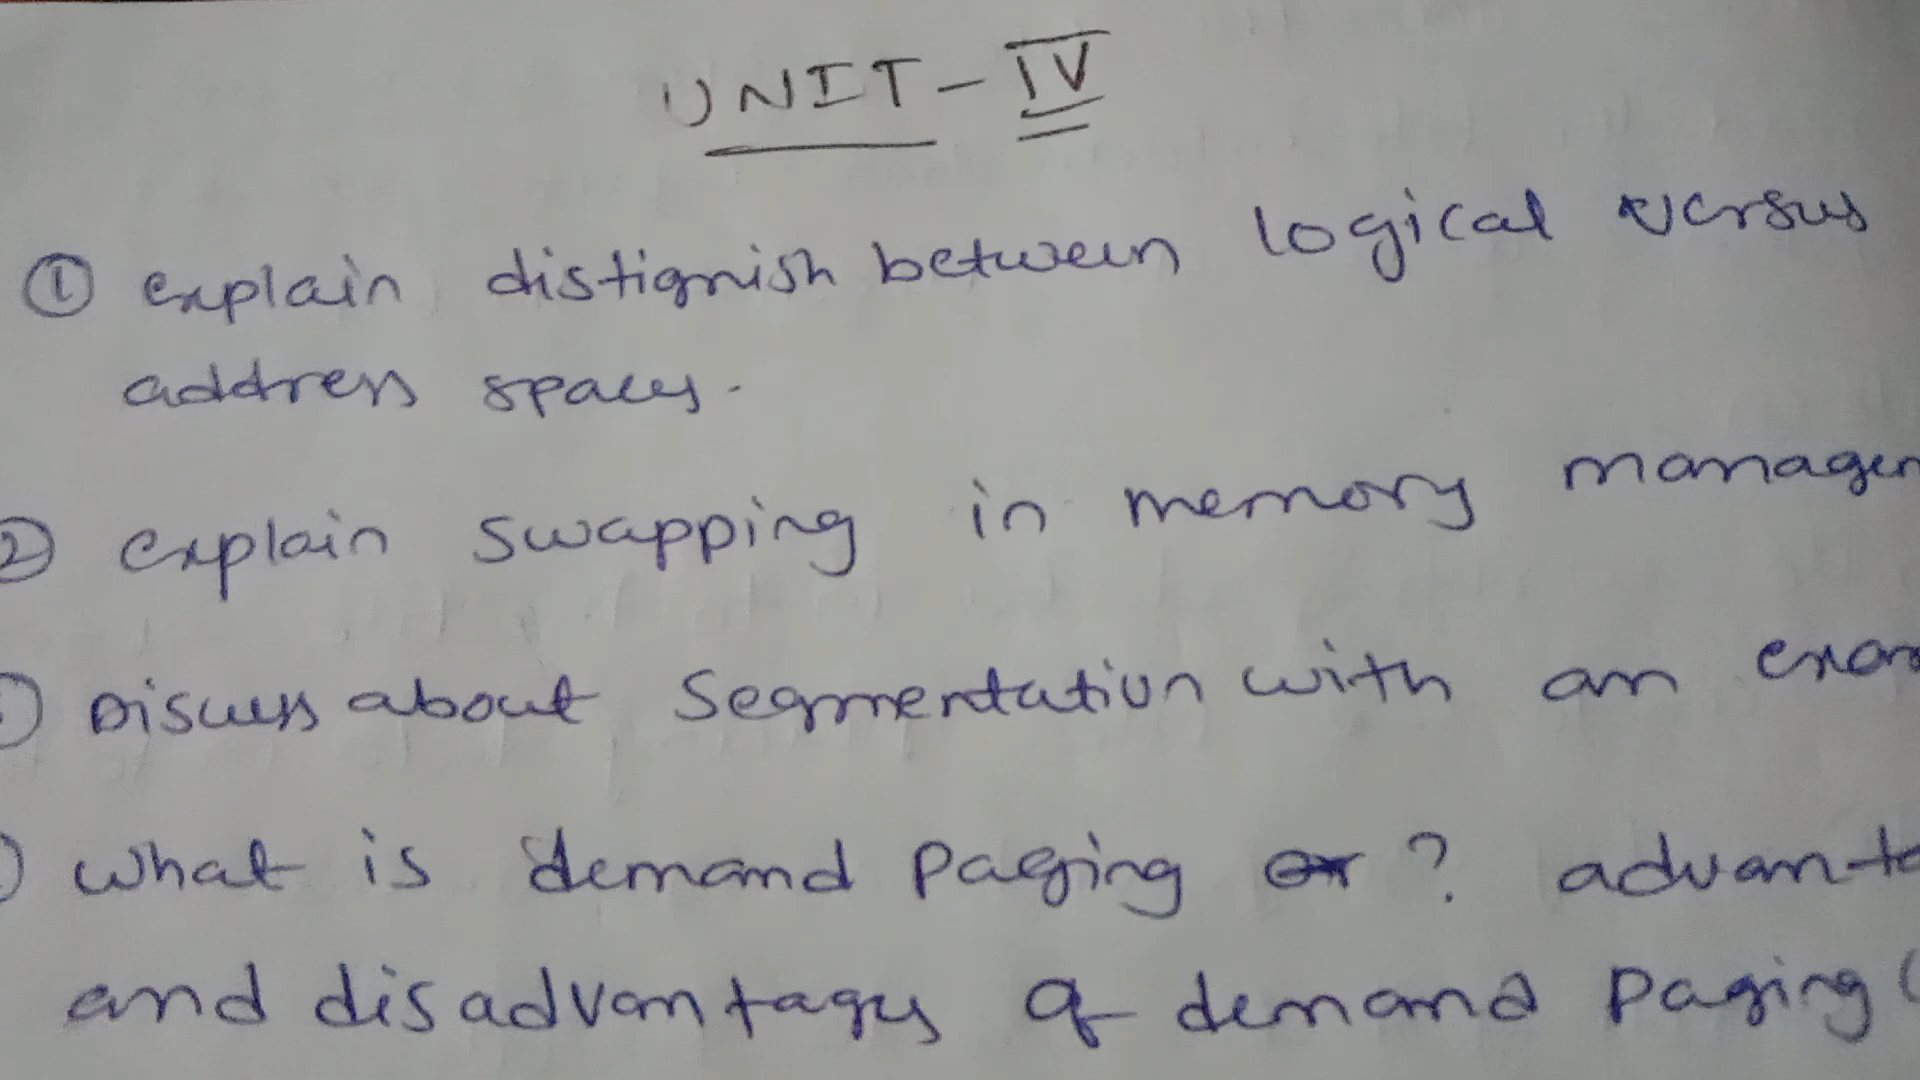 UNIT-IV
① explain distignish between logical versus
address spaces.
② explain swapping in memory managem
Discuss about Segmentation with an exam
what is demand Paging or ? advanta
and disadvantages of demand Paging (